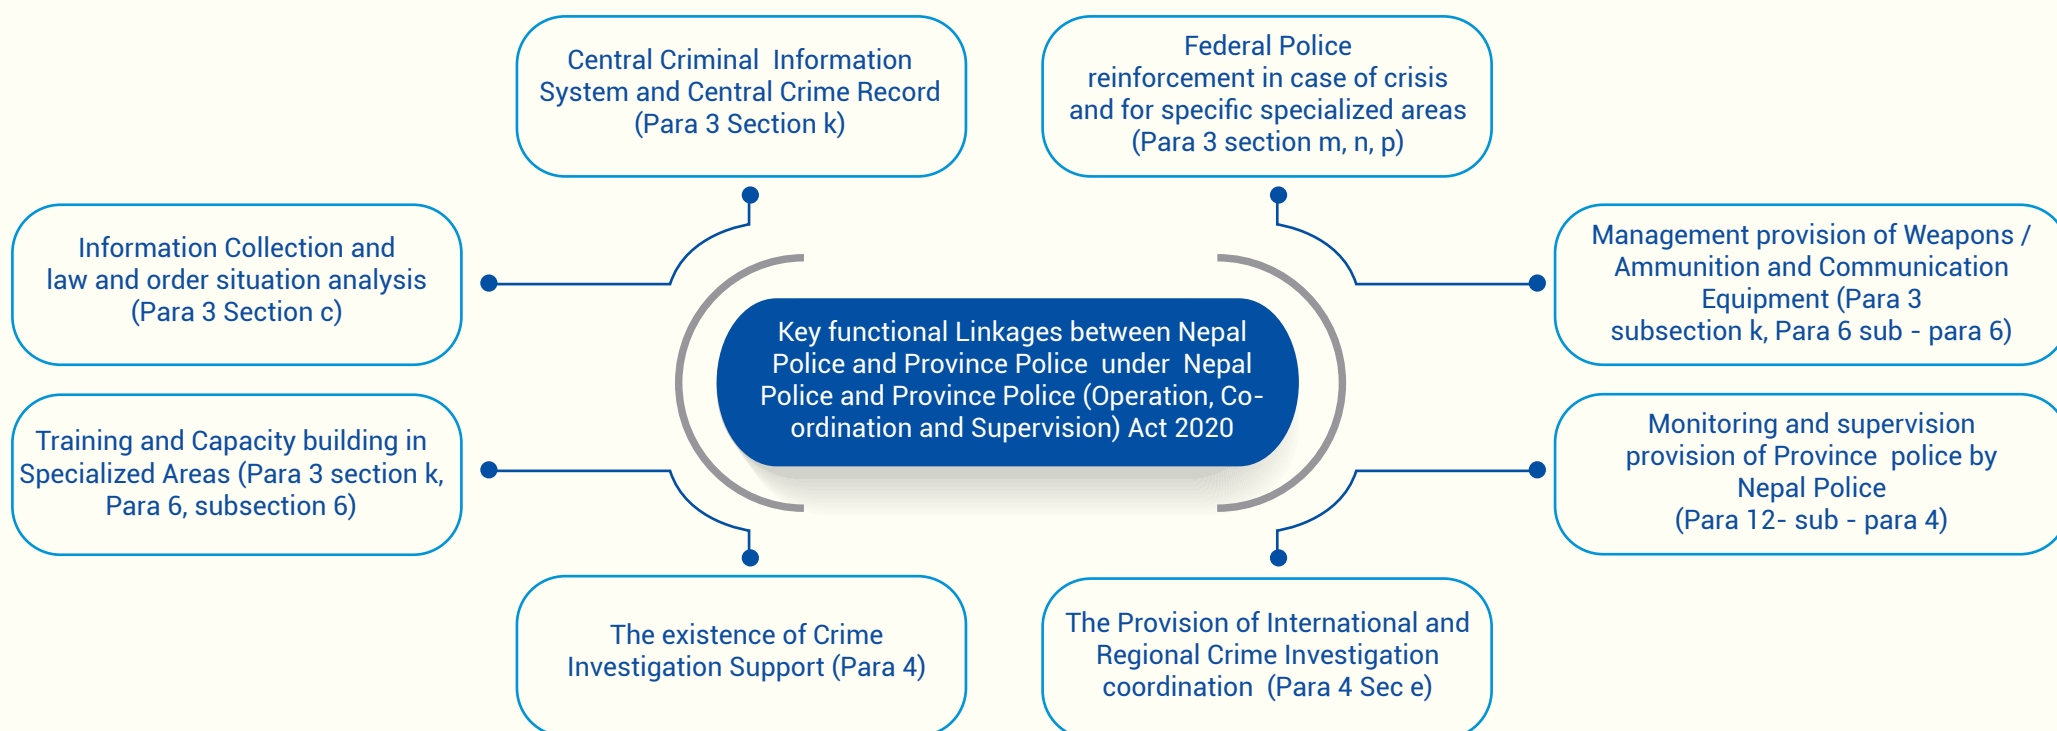 Central Criminal Information
System and Central Crime Record
(Para 3 Section k)
Federal Police
reinforcement in case of crisis
and for specific specialized areas
(Para 3 section m, n, p)
Information Collection and
law and order situation analysis
(Para 3 Section c)
Management provision of Weapons /
Ammunition and Communication
Equipment (Para 3
subsection k, Para 6 sub - para 6)
Key functional Linkages between Nepal
Police and Province Police under Nepal
Police and Province Police (Operation, Co-
ordination and Supervision) Act 2020
Training and Capacity building in
Specialized Areas (Para 3 section k,
Para 6, subsection 6)
Monitoring and supervision
provision of Province police by
Nepal Police
(Para 12- sub - para 4)
The existence of Crime
Investigation Support (Para 4)
The Provision of International and
Regional Crime Investigation
coordination (Para 4 Sec e)